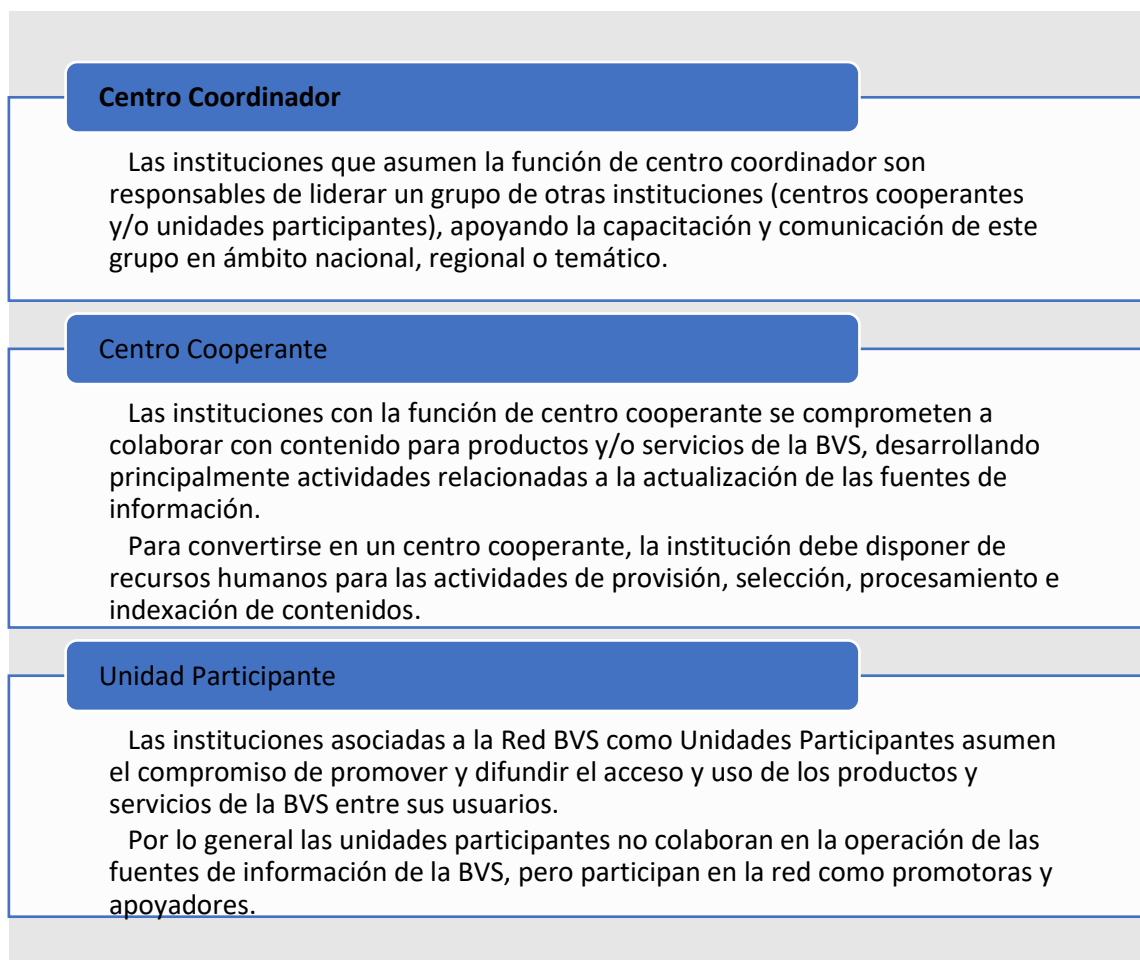 Centro Coordinador
Las instituciones que asumen la función de centro coordinador son
responsables de liderar un grupo de otras instituciones (centros cooperantes
y/o unidades participantes), apoyando la capacitación y comunicación de este
grupo en ámbito nacional, regional o temático.
Centro Cooperante
Las instituciones con la función de centro cooperante se comprometen a
colaborar con contenido para productos y/o servicios de la BVS, desarrollando
principalmente actividades relacionadas a la actualización de las fuentes de
información.
Para convertirse en un centro cooperante, la institución debe disponer de
recursos humanos para las actividades de provisión, selección, procesamiento e
indexación de contenidos.
Unidad Participante
Las instituciones asociadas a la Red BVS como Unidades Participantes asumen
el compromiso de promover y difundir el acceso y uso de los productos y
servicios de la BVS entre sus usuarios.
Por lo general las unidades participantes no colaboran en la operación de las
fuentes de información de la BVS, pero participan en la red como promotoras y
apoyadores.